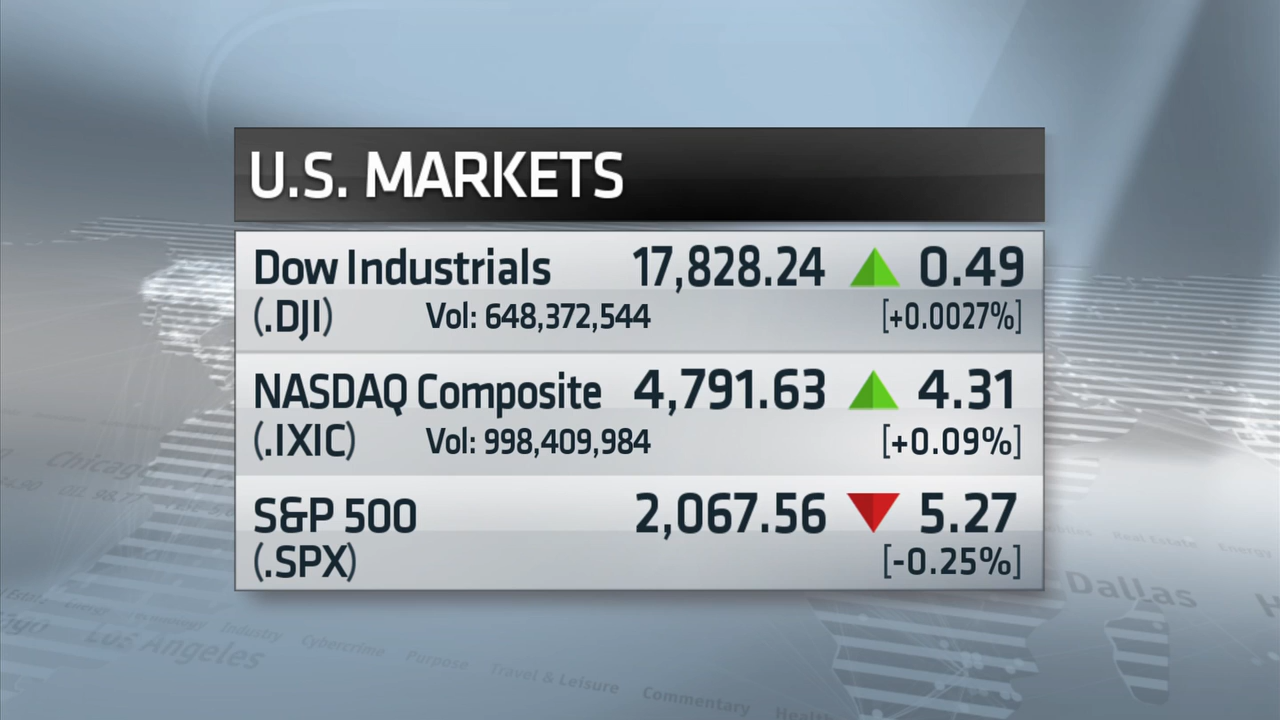 U.S. MARKETS
Dow Industrials 17,828.24 0.49
(.DJI) Vol: 648,372,544 [+0.0027%]
NASDAQ Composite 4,791.63 4.31
(.IXIC) Vol: 998,409,984 [+0.09%]
S&P 500 2,067.56 5.27
(.SPX) [-0.25%]
Chicago
Real Estate Energy
Dallas
Los Angeles Industry Cybercrime Purpose Travel & Leisure Commentary